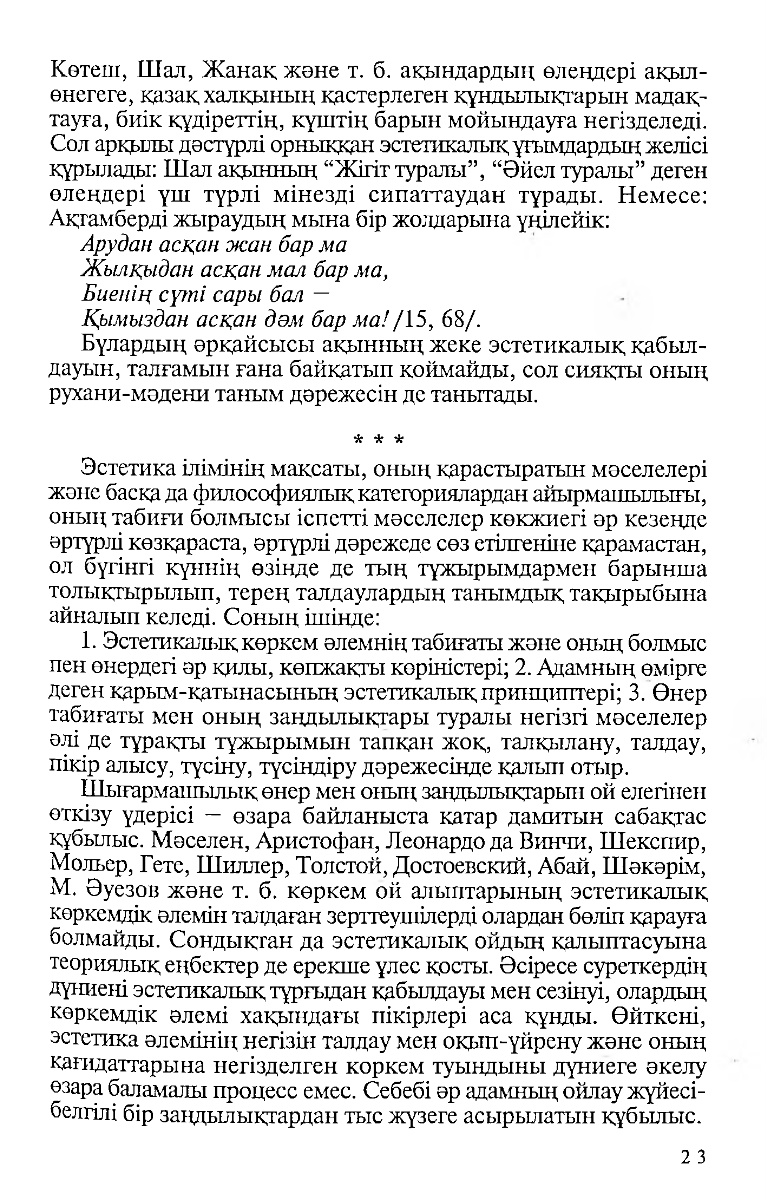 Көтеш, Шал, Жанақ және т. б. ақындардың өлеңдері ақыл-
өнегеге, қазақ халқының қастерлеген құндылықтарын мадақ-
тауға, биік құдіреттің, күштің барын мойындауға негізделеді.
Сол арқылы дәстүрлі орныққан эстетикалық ұғымдардың желісі
құрылады: Шал ақынның “Жігіт туралы”, “Әйел туралы” деген
өлеңдері үш түрлі мінезді сипаттаудан тұрады. Немесе:
Ақтамберді жыраудың мына бір жолдарына үңілейік:
Арудан асқан жан бар ма
Жылқыдан асқан мал бар ма,
Биенің сүті сары бал —
Қымыздан асқан дәм бар ма! /15, 68/.
Бұлардың әрқайсысы ақынның жеке эстетикалық қабыл-
дауын, талғамын ғана байқатып қоймайды, сол сияқты оның
рухани-мәдени таным дәрежесін де танытады.
* * *
Эстетика ілімінің мақсаты, оның қарастыратын мәселелері
және басқа да философиялық категориялардан айырмашылығы,
оның табиғи болмысы іспетті мәселелер көкжиегі әр кезеңде
әртүрлі көзқараста, әртүрлі дәрежеде сөз етілгеніне қарамастан,
ол бүгінгі күннің өзінде де тың тұжырымдармен барынша
толықтырылып, терең талдаулардың танымдық тақырыбына
айналып келеді. Соның ішінде:
1. Эстетикалық көркем әлемнің табиғаты және оның болмыс
пен өнердегі әр қилы, көпжақты көріністері; 2. Адамның өмірге
деген қарым-қатынасының эстетикалық принциптері; 3. Өнер
табиғаты мен оның заңдылықтары туралы негізгі мәселелер
әлі де тұрақты тұжырымын тапқан жоқ, талқылану, талдау,
пікір алысу, түсіну, түсіндіру дәрежесінде қалып отыр.
Шығармашылық өнер мен оның заңдылықтарын ой елегінен
өткізу үдерісі — өзара байланыста қатар дамитын сабақтас
құбылыс. Мәселен, Аристофан, Леонардо да Винчи, Шекспир,
Мольер, Гете, Шиллер, Толстой, Достоевский, Абай, Шәкәрім,
М. Әуезов және т. б. көркем ой алыптарының эстетикалық
көркемдік әлемін талдаған зерттеушілерді олардан бөліп қарауға
болмайды. Сондықтан да эстетикалық ойдың қалыптасуына
теориялық еңбектер де ерекше үлес қосты. Әсіресе суреткердің
дүниені эстетикалық тұрғыдан қабылдауы мен сезінуі, олардың
көркемдік әлемі хақындағы пікірлері аса құнды. Өйткені,
эстетика әлемінің негізін талдау мен оқып-үйрену және оның
қағидаттарына негізделген коркем туындыны дүниеге әкелу
өзара баламалы процесс емес. Себебі әр адамның ойлау жүйесі-
белгілі бір заңдылықтардан тыс жүзеге асырылатын құбылыс.
23